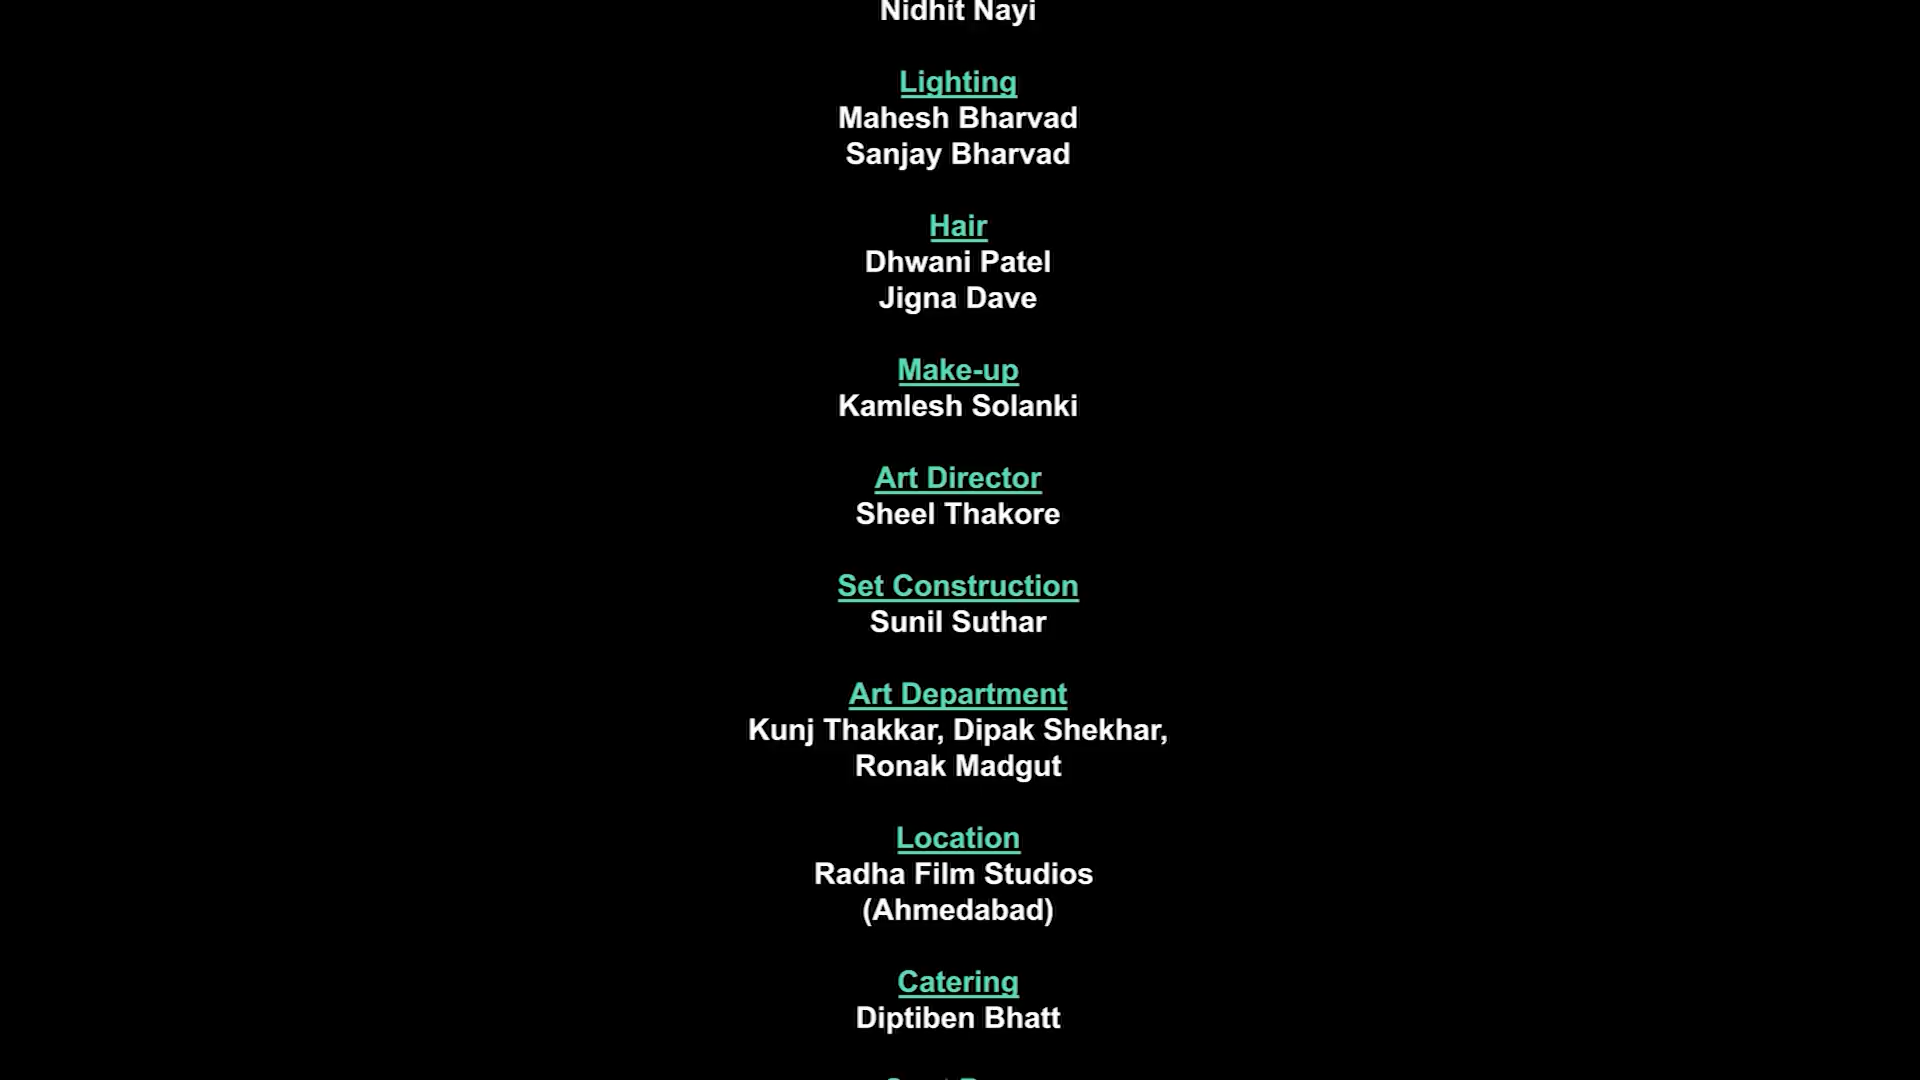 Nidhit Nayi
Lighting
Mahesh Bharvad
Sanjay Bharvad
Hair
Dhwani Patel
Jigna Dave
Make-up
Kamlesh Solanki
Art Director
Sheel Thakore
Set Construction
Sunil Suthar
Art Department
Kunj Thakkar, Dipak Shekhar,
Ronak Madgut
Location
Radha Film Studios
(Ahmedabad)
Catering
Diptiben Bhatt